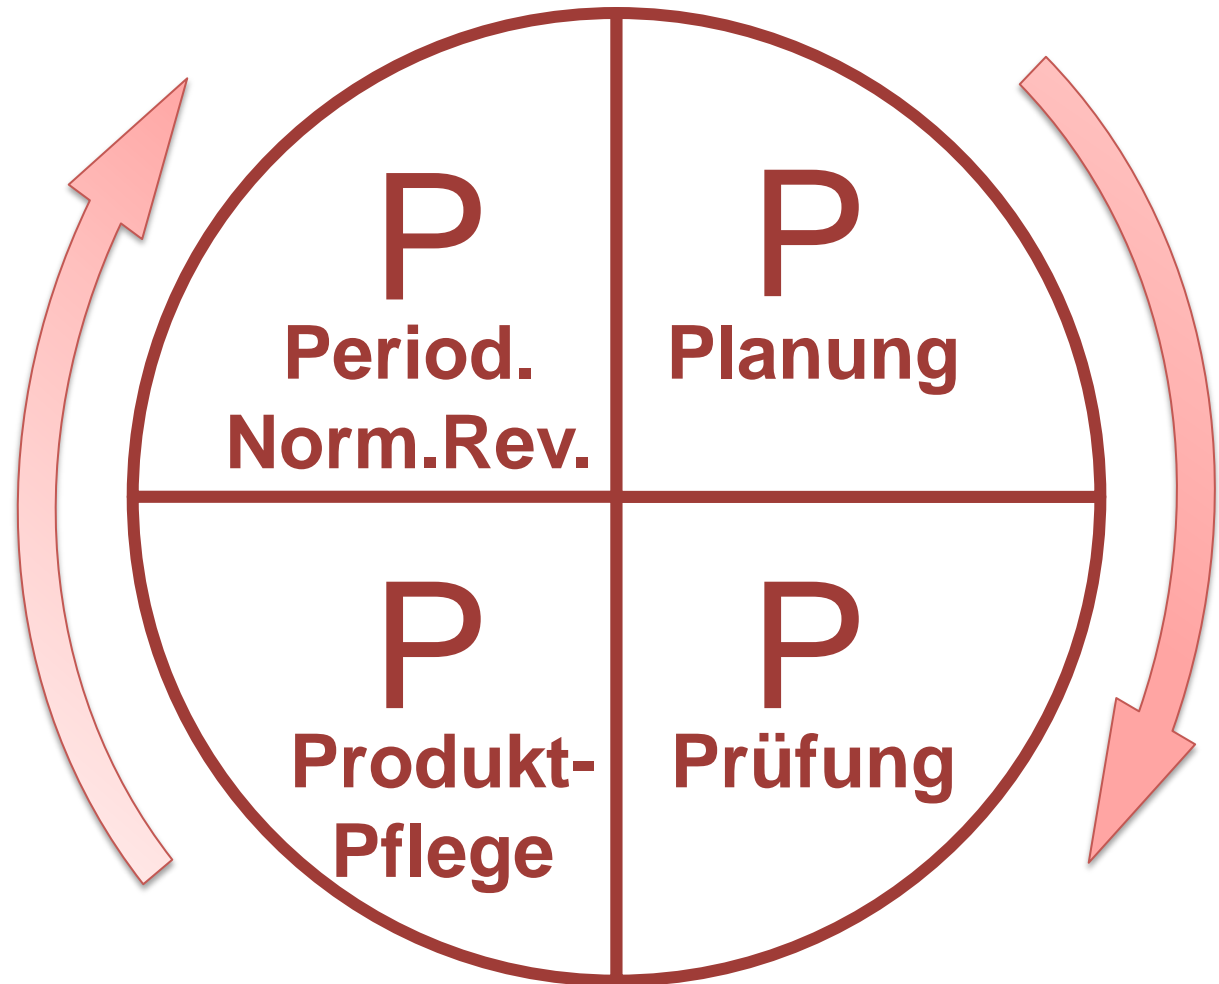 P
Period.
Norm.Rev.
P
Planung
P
Produkt-
Pflege
P
Prüfung